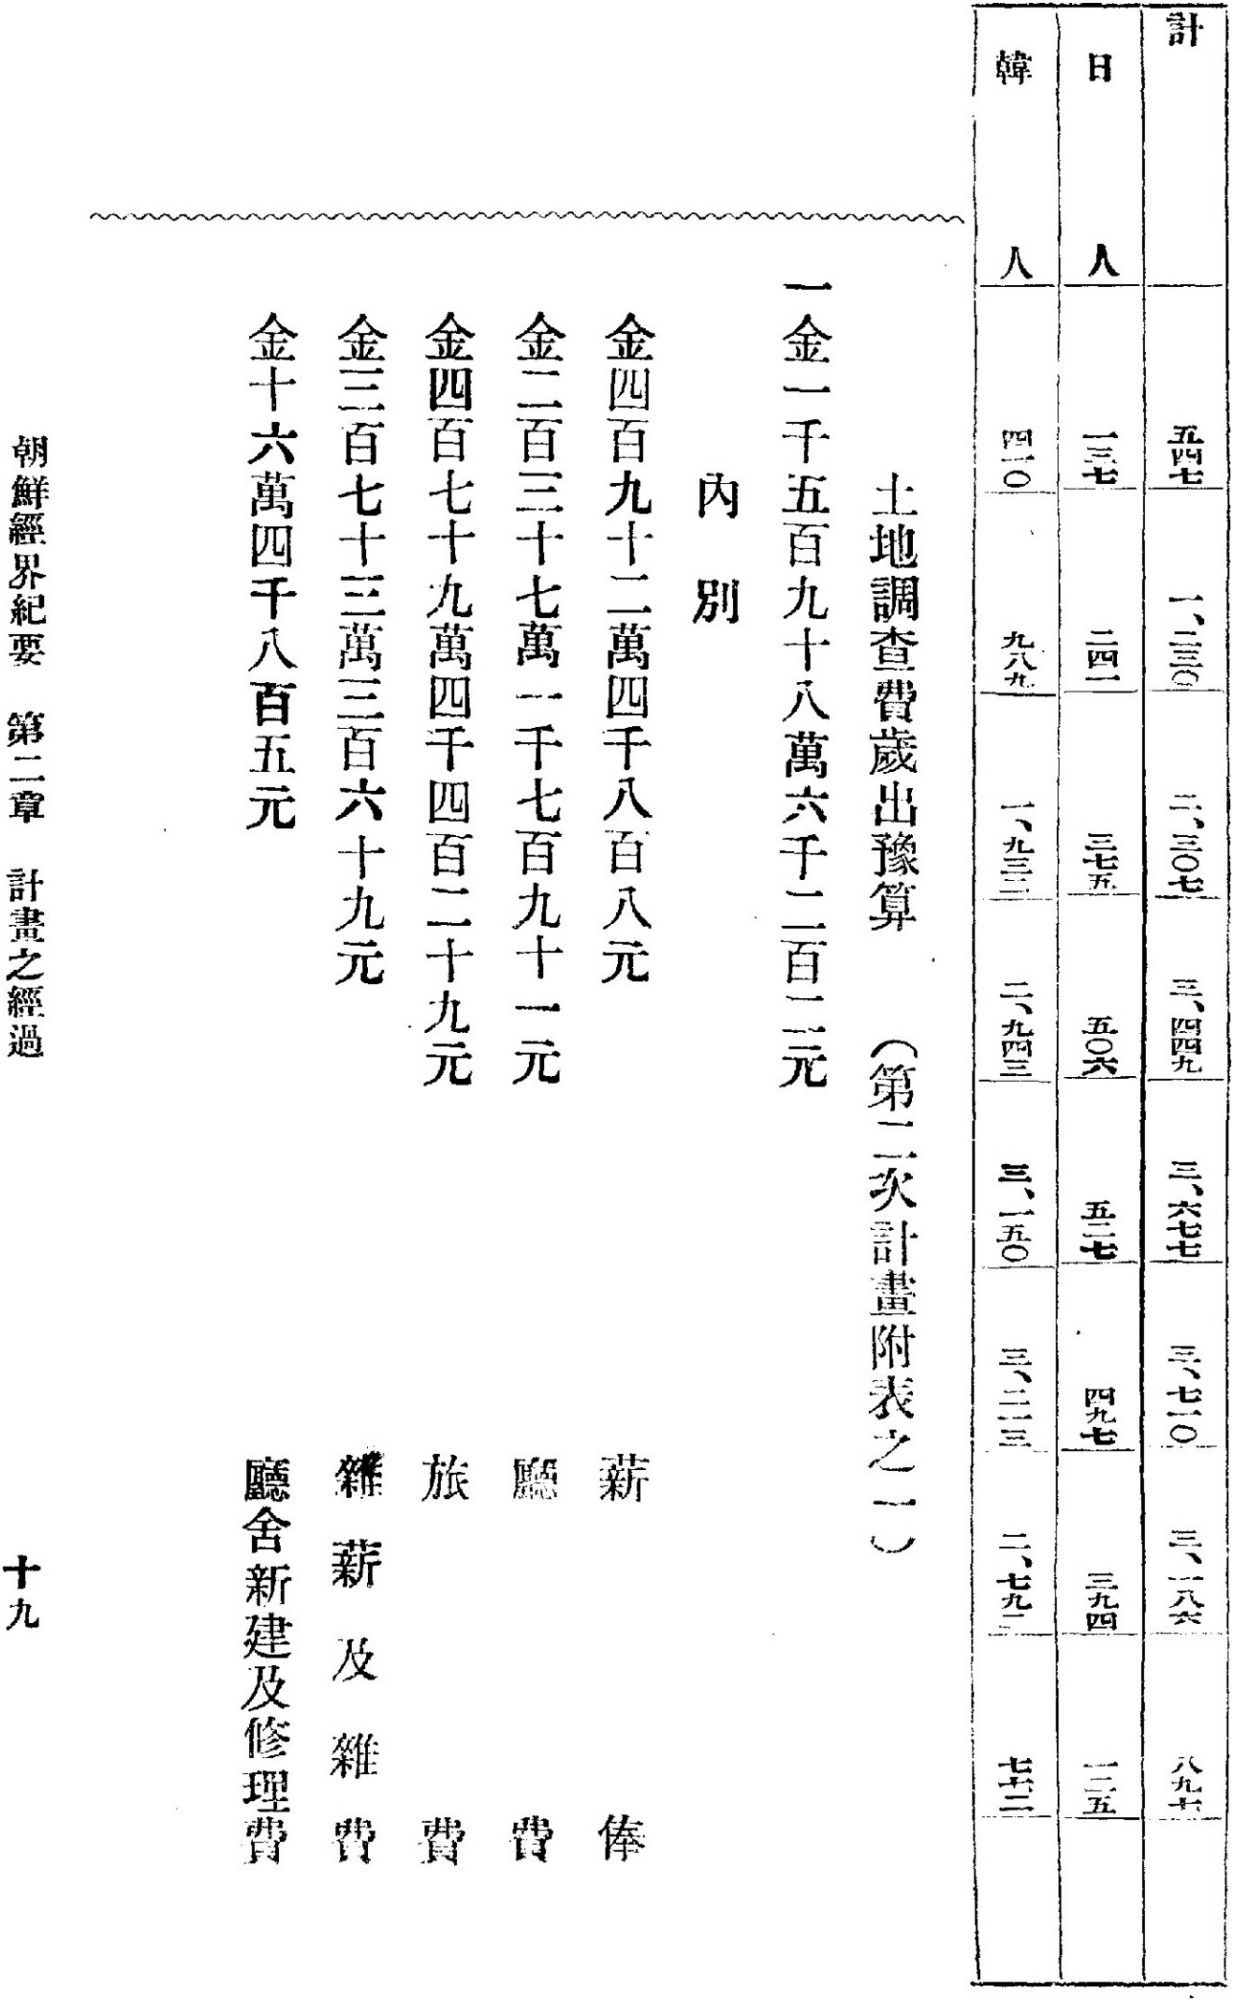 計 五四七 一、二三〇 二、三〇七 三、四四九 三、六七七 三、七一〇 三、一八六 八九七
日人 一三七 二四一 三七五 五〇六 五二七 四九七 三九四 一二五
韓人 四一〇 九八九 一、九三三 二、九四三 三、一五〇 三、二一三 二、七九二 七七二
土地調査費歲出豫算 （第二次計畫附表之一）
一金一千五百九十八萬六千二百二元
內別
金四百九十二萬四千八百八元 薪俸
金二百三十七萬一千七百九十一元 廳費
金四百七十九萬四千四百二十九元 旅費
金三百七十三萬三百六十九元 雜薪及雜費
金十六萬四千八百五元 廳舍新建及修理費
朝鮮經界紀要 第二章 計畫之經過 十九